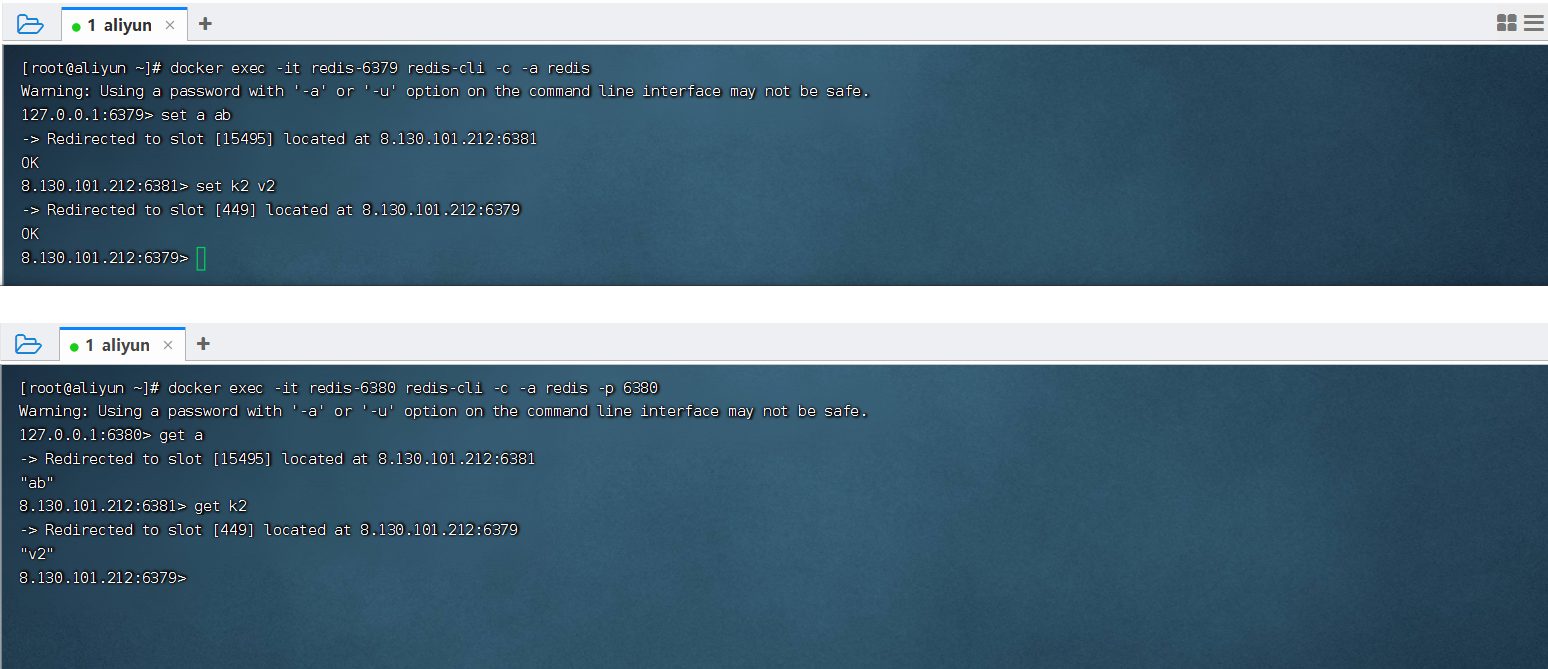 1 aliyun × +
[root@aliyun ~]# docker exec -it redis-6379 redis-cli -c -a redis
Warning: Using a password with '-a' or '-u' option on the command line interface may not be safe.
127.0.0.1:6379> set a ab
-> Redirected to slot [15495] located at 8.130.101.212:6381
OK
8.130.101.212:6381> set k2 v2
-> Redirected to slot [449] located at 8.130.101.212:6379
OK
8.130.101.212:6379>
1 aliyun × +
[root@aliyun ~]# docker exec -it redis-6380 redis-cli -c -a redis -p 6380
Warning: Using a password with '-a' or '-u' option on the command line interface may not be safe.
127.0.0.1:6380> get a
-> Redirected to slot [15495] located at 8.130.101.212:6381
"ab"
8.130.101.212:6381> get k2
-> Redirected to slot [449] located at 8.130.101.212:6379
"v2"
8.130.101.212:6379>